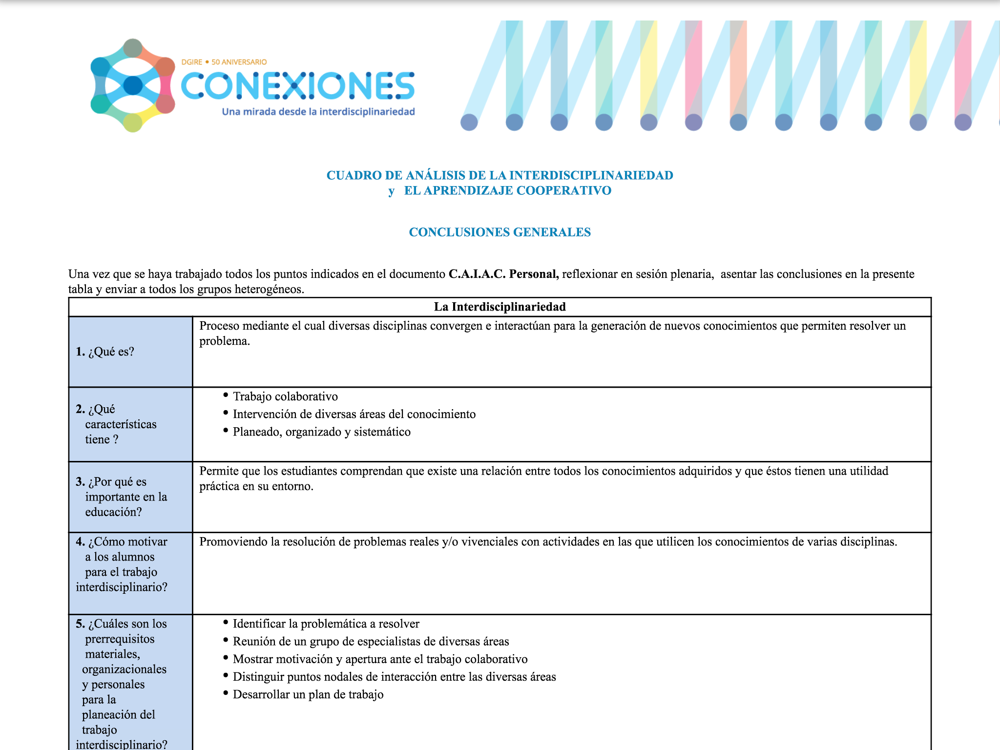 DGIRE • 50 ANIVERSARIO
CONEXIONES
Una mirada desde la interdisciplinariedad
CUADRO DE ANÁLISIS DE LA INTERDISCIPLINARIEDAD
y EL APRENDIZAJE COOPERATIVO
CONCLUSIONES GENERALES
Una vez que se haya trabajado todos los puntos indicados en el documento C.A.I.A.C. Personal, reflexionar en sesión plenaria, asentar las conclusiones en la presente
tabla y enviar a todos los grupos heterogéneos.
La Interdisciplinariedad
1. ¿Qué es?
Proceso mediante el cual diversas disciplinas convergen e interactúan para la generación de nuevos conocimientos que permiten resolver un
problema.
2. ¿Qué
características
tiene ?
• Trabajo colaborativo
• Intervención de diversas áreas del conocimiento
• Planeado, organizado y sistemático
3. ¿Por qué es
importante en la
educación?
Permite que los estudiantes comprendan que existe una relación entre todos los conocimientos adquiridos y que éstos tienen una utilidad
práctica en su entorno.
4. ¿Cómo motivar
a los alumnos
para el trabajo
interdisciplinario?
Promoviendo la resolución de problemas reales y/o vivenciales con actividades en las que utilicen los conocimientos de varias disciplinas.
5. ¿Cuáles son los
prerrequisitos
materiales,
organizacionales
y personales
para la
planeación del
trabajo
interdisciplinario?
• Identificar la problemática a resolver
• Reunión de un grupo de especialistas de diversas áreas
• Mostrar motivación y apertura ante el trabajo colaborativo
• Distinguir puntos nodales de interacción entre las diversas áreas
• Desarrollar un plan de trabajo